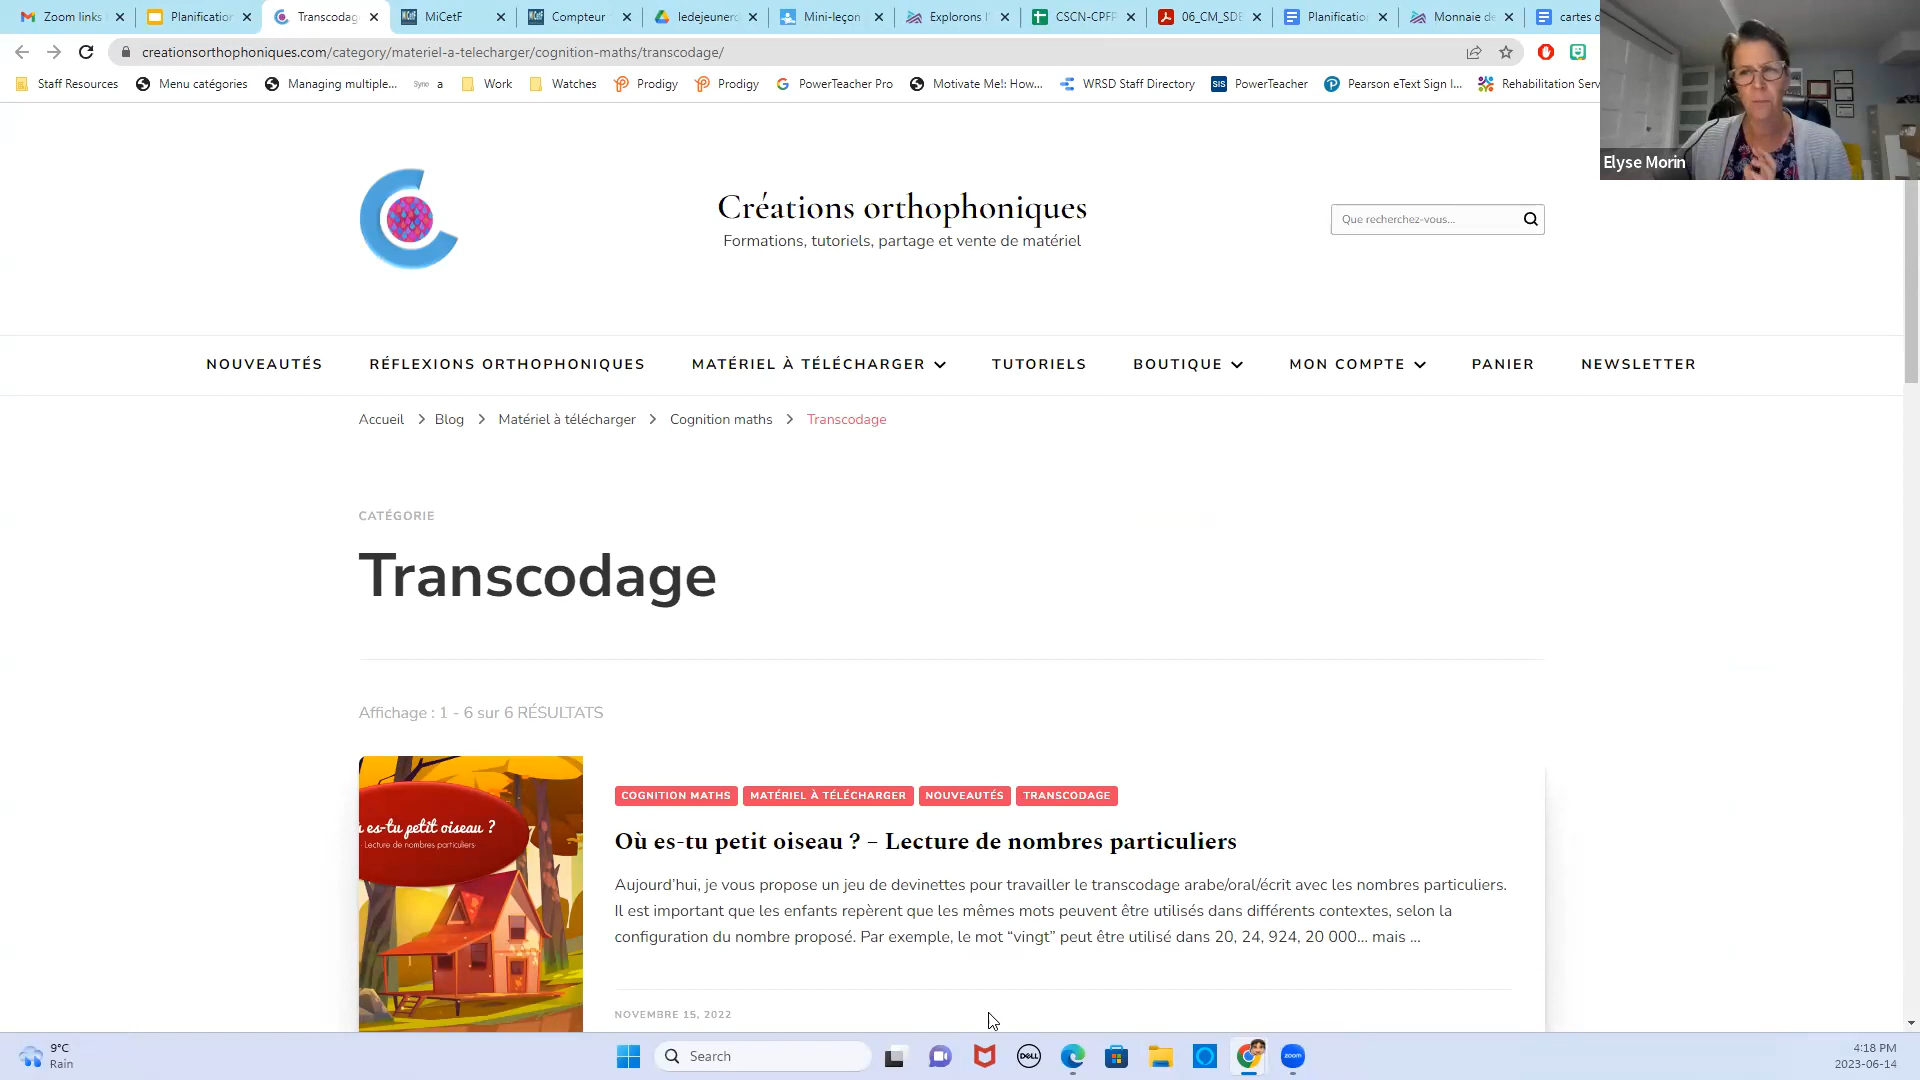 Zoom links
Planificatio
Transcodag
MiCetF
Compteur
ledejeuner
Mini-leçon
Explorons l'
CSCN-CPFP
06_CM_SDE
Planificatio
Monnaie de
cartes d
creationsorthophoniques.com/category/materiel-a-telecharger/cognition-maths/transcodage/
Staff Resources
Menu catégories
Managing multiple...
Sync
a
Work
Watches
Prodigy
Prodigy
PowerTeacher Pro
Motivate Me!: How...
WRSD Staff Directory
SIS
PowerTeacher
Pearson eText Sign I...
Rehabilitation Serv
Elyse Morin
Créations orthophoniques
Formations, tutoriels, partage et vente de matériel
Que recherchez-vous...
NOUVEAUTÉS
RÉFLEXIONS ORTHOPHONIQUES
MATÉRIEL À TÉLÉCHARGER
TUTORIELS
BOUTIQUE
MON COMPTE
PANIER
NEWSLETTER
Accueil > Blog > Matériel à télécharger > Cognition maths > Transcodage
CATÉGORIE
Transcodage
Affichage : 1 - 6 sur 6 RÉSULTATS
es-tu petit oiseau ?
Lecture de nombres particuliers
COGNITION MATHS
MATÉRIEL À TÉLÉCHARGER
NOUVEAUTÉS
TRANSCODAGE
Où es-tu petit oiseau ? – Lecture de nombres particuliers
Aujourd’hui, je vous propose un jeu de devinettes pour travailler le transcodage arabe/oral/écrit avec les nombres particuliers.
Il est important que les enfants repèrent que les mêmes mots peuvent être utilisés dans différents contextes, selon la
configuration du nombre proposé. Par exemple, le mot “vingt” peut être utilisé dans 20, 24, 924, 20 000... mais ...
NOVEMBRE 15, 2022
9°C
Rain
Search
DELL
zoom
4:18 PM
2023-06-14